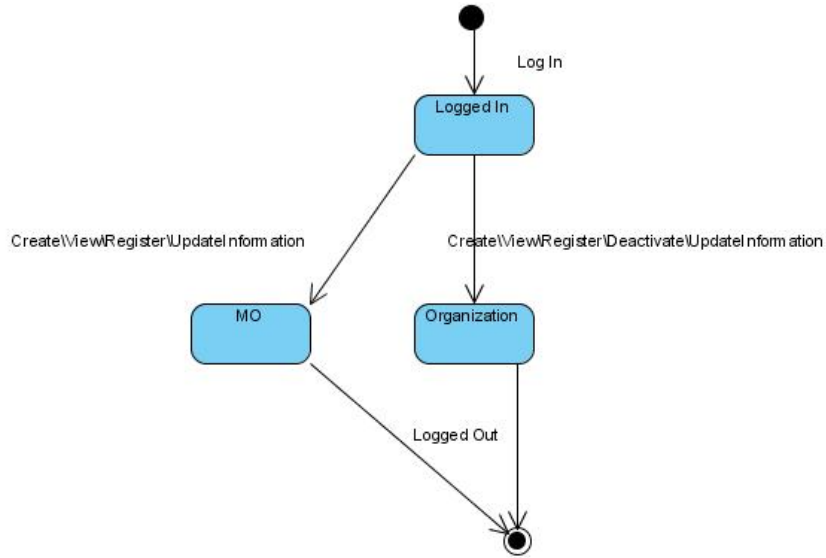 Log In
Logged In
Create\View\Register\UpdateInformation
Create\View\Register\Deactivate\UpdateInformation
MO
Organization
Logged Out